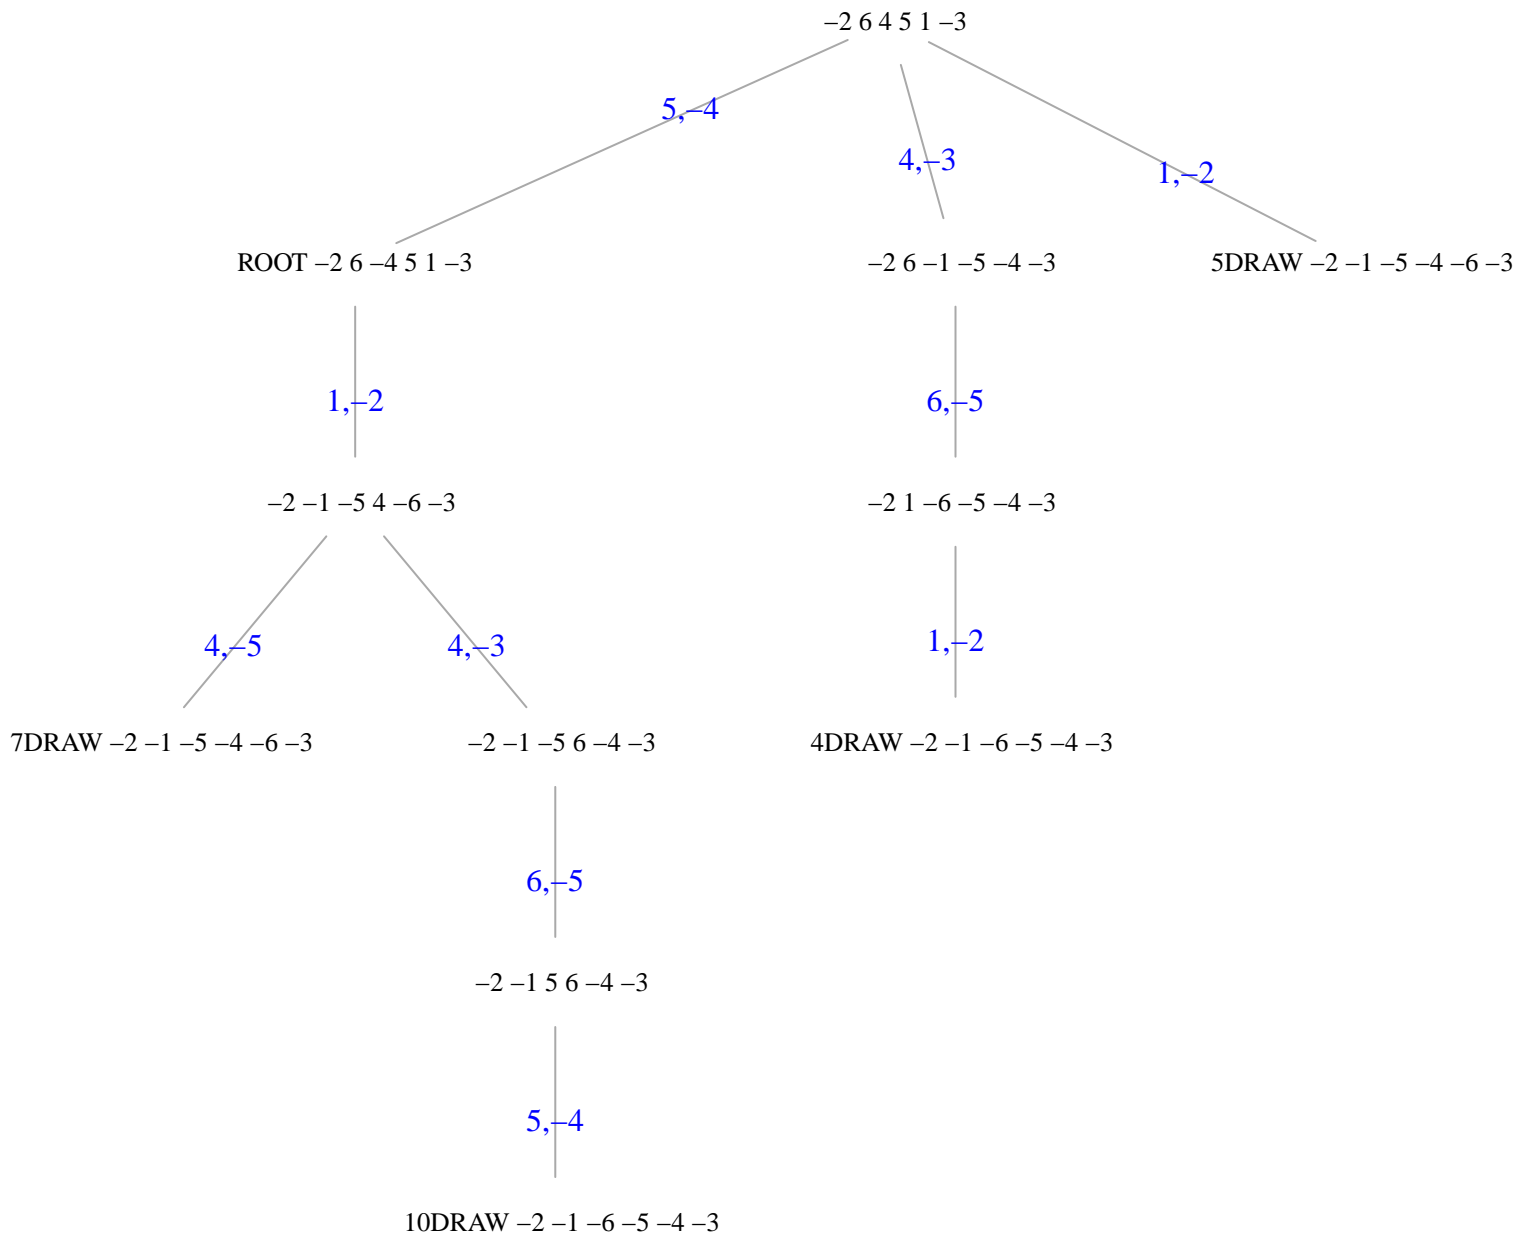 –2 6 4 5 1 –3
5,–4
4,–3
1,–2
ROOT –2 6 –4 5 1 –3
–2 6 –1 –5 –4 –3
5DRAW –2 –1 –5 –4 –6 –3
1,–2
6,–5
–2 –1 –5 4 –6 –3
–2 1 –6 –5 –4 –3
4,–5
4,–3
1,–2
7DRAW –2 –1 –5 –4 –6 –3
–2 –1 –5 6 –4 –3
4DRAW –2 –1 –6 –5 –4 –3
6,–5
–2 –1 5 6 –4 –3
5,–4
10DRAW –2 –1 –6 –5 –4 –3